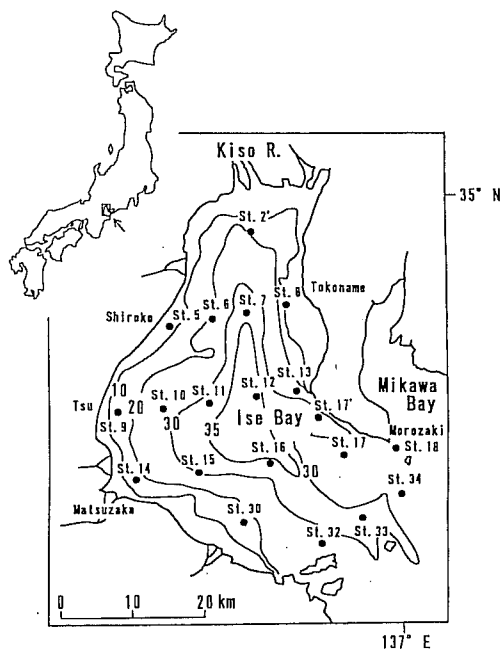 Kiso R.
35° N
St. 2'
Tokoname
St. 8
St. 7
St. 6
St. 5
Shiroko
St. 13
Mikawa
Bay
St. 12
St. 11
St. 10
10
20
30
35
Tsu
St. 9
Ise Bay
St. 17'
Morozaki
St. 18
St. 17
St. 16
30
St. 15
St. 14
St. 34
Matsuzaka
St. 30
St. 33
St. 32
0 10 20 km
137° E